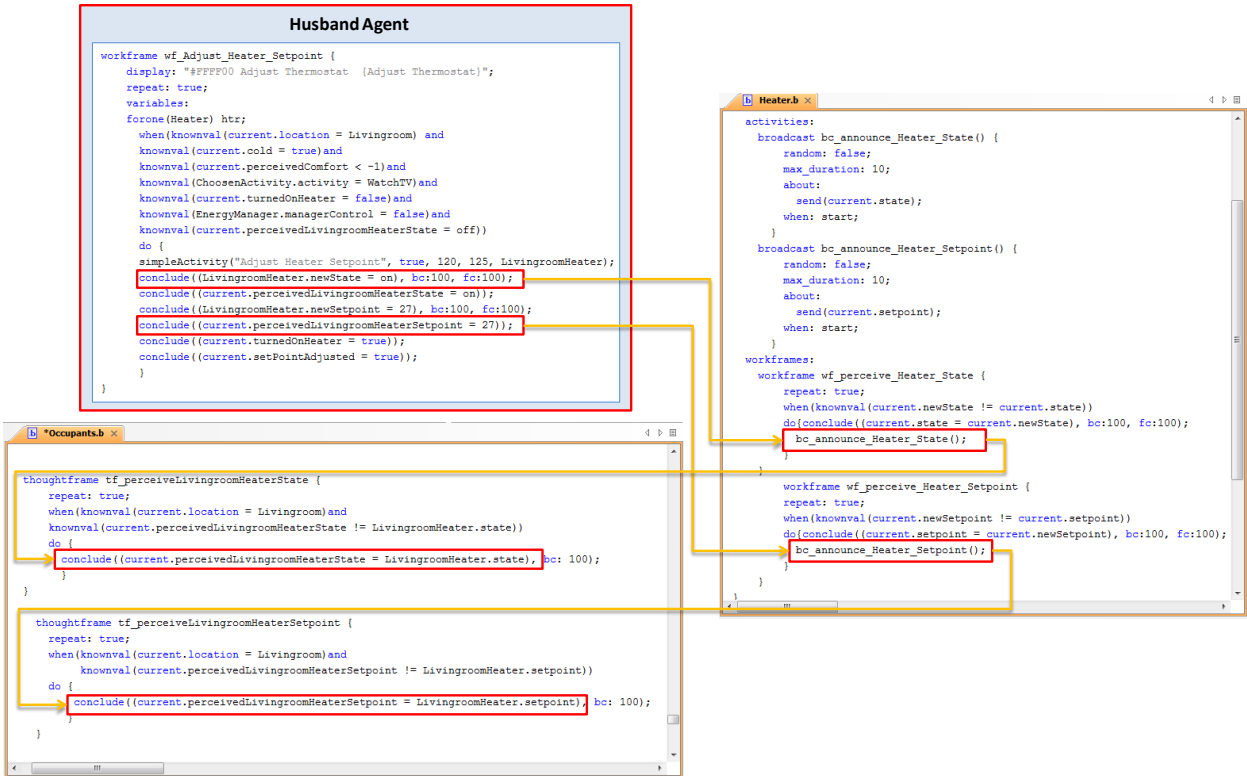 Husband Agent
workframe wf_Adjust_Heater_Setpoint {
display: "#FFFF00 Adjust Thermostat {Adjust Thermostat}";
repeat: true;
variables:
forone(Heater) htr;
when(knownval(current.location = Livingroom) and
knownval(current.cold = true)and
knownval(current.perceivedComfort < -1)and
knownval(ChoosenActivity.activity = WatchTV)and
knownval(current.turnedOnHeater = false)and
knownval(EnergyManager.managerControl = false)and
knownval(current.perceivedLivingroomHeaterState = off))
do {
simpleActivity("Adjust Heater Setpoint", true, 120, 125, LivingroomHeater);
conclude((LivingroomHeater.newState = on), bc:100, fc:100);
conclude((current.perceivedLivingroomHeaterState = on));
conclude((LivingroomHeater.newSetpoint = 27), bc:100, fc:100);
conclude((current.perceivedLivingroomHeaterSetpoint = 27));
conclude((current.turnedOnHeater = true));
conclude((current.setPointAdjusted = true));
}
}
Heater.b
activities:
broadcast bc_announce_Heater_State() {
random: false;
max_duration: 10;
about:
send(current.state);
when: start;
}
broadcast bc_announce_Heater_Setpoint() {
random: false;
max_duration: 10;
about:
send(current.setpoint);
when: start;
}
workframes:
workframe wf_perceive_Heater_State {
repeat: true;
when(knownval(current.newState != current.state))
do{conclude((current.state = current.newState), bc:100, fc:100);
bc_announce_Heater_State();
}
}
workframe wf_perceive_Heater_Setpoint {
repeat: true;
when(knownval(current.newSetpoint != current.setpoint))
do{conclude((current.setpoint = current.newSetpoint), bc:100, fc:100);
bc_announce_Heater_Setpoint();
}
}
}
*Occupants.b
thoughtframe tf_perceiveLivingroomHeaterState {
repeat: true;
when(knownval(current.location = Livingroom)and
knownval(current.perceivedLivingroomHeaterState != LivingroomHeater.state))
do {
conclude((current.perceivedLivingroomHeaterState = LivingroomHeater.state), bc: 100);
}
}
thoughtframe tf_perceiveLivingroomHeaterSetpoint {
repeat: true;
when(knownval(current.location = Livingroom)and
knownval(current.perceivedLivingroomHeaterSetpoint != LivingroomHeater.setpoint))
do {
conclude((current.perceivedLivingroomHeaterSetpoint = LivingroomHeater.setpoint), bc: 100);
}
}